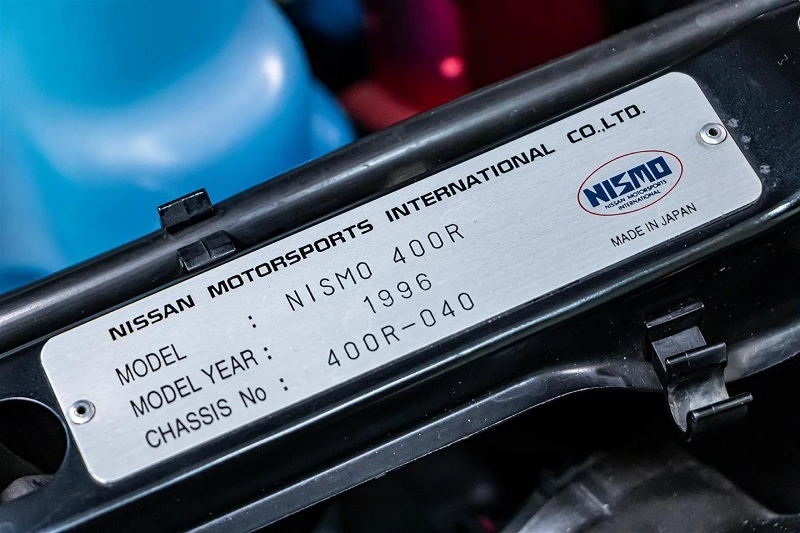 NISSAN MOTORSPORTS INTERNATIONAL CO.,LTD.
MODEL : NISMO 400R
MODEL YEAR : 1996
CHASSIS No : 400R-040
NISMO
NISSAN MOTORSPORTS
INTERNATIONAL
MADE IN JAPAN